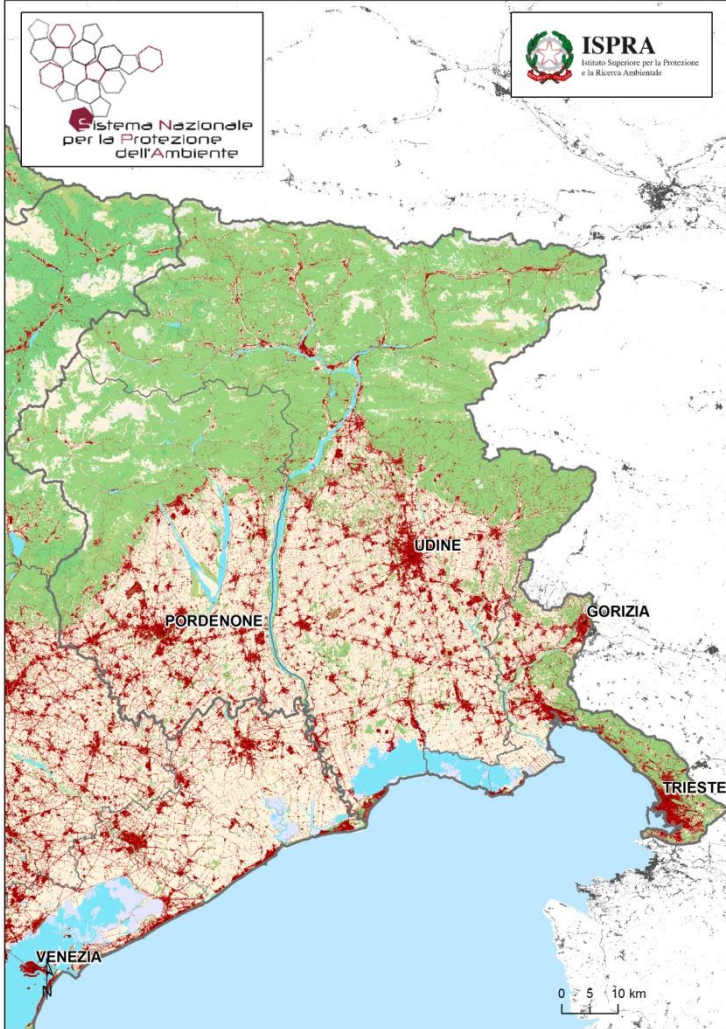 Sistema Nazionale
per la Protezione
dell'Ambiente
ISPRA
Istituto Superiore per la Protezione
e la Ricerca Ambientale
UDINE
GORIZIA
PORDENONE
TRIESTE
VENEZIA
N
0 5 10 km